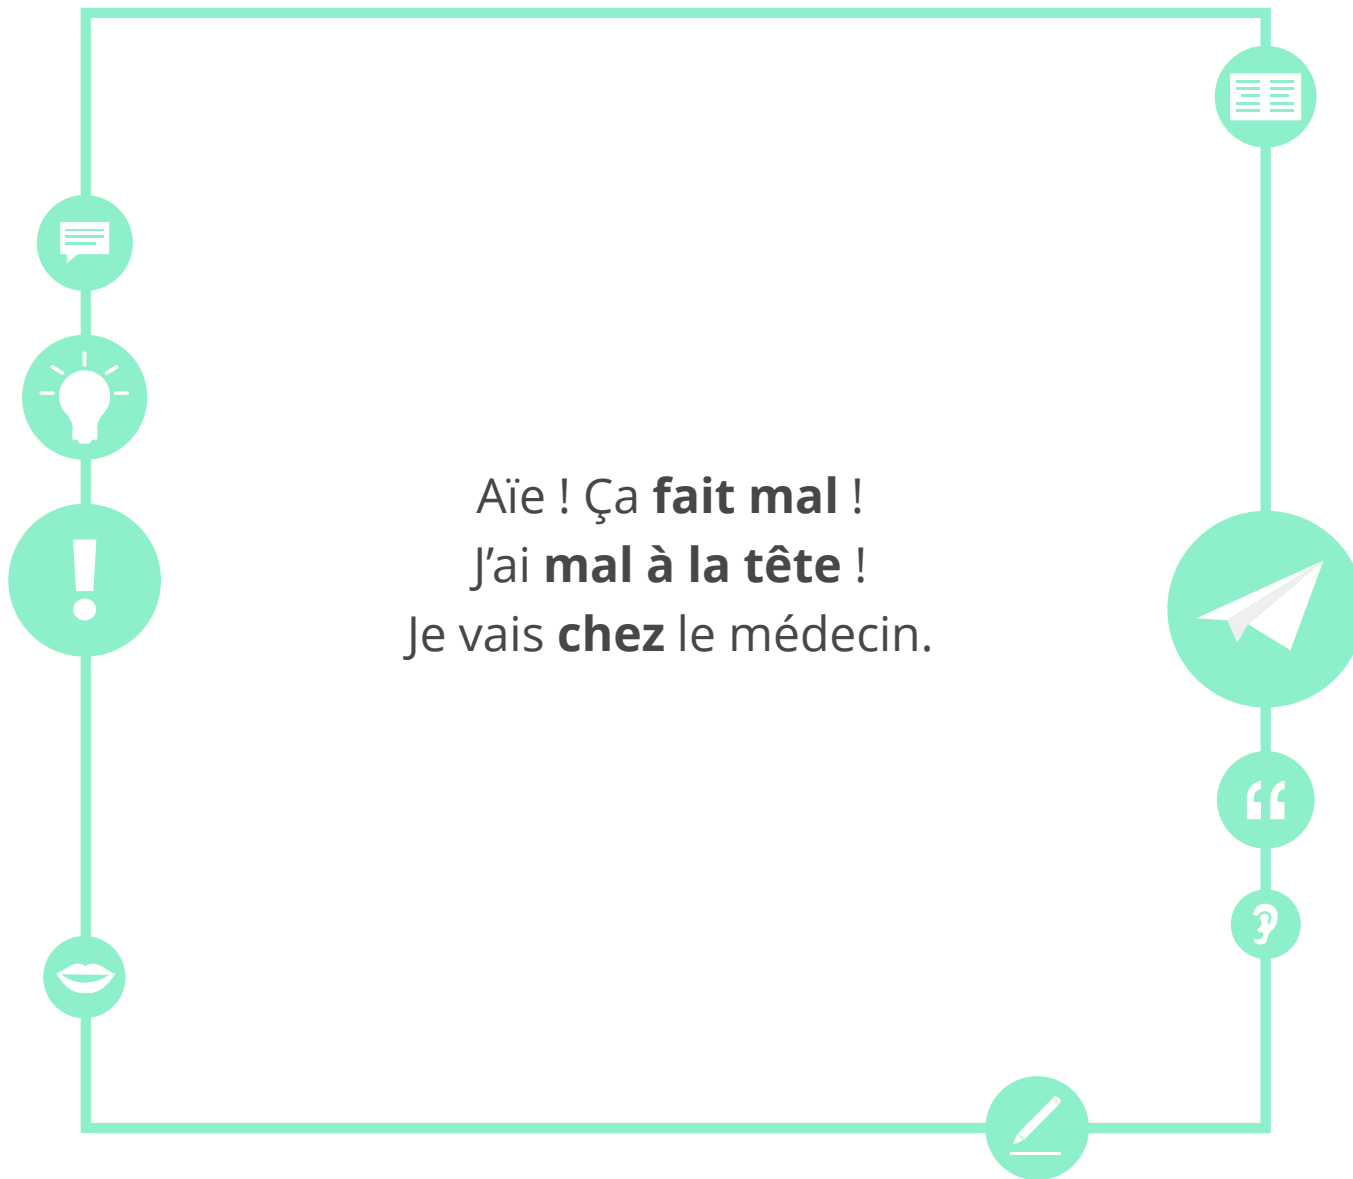 Aïe ! Ça fait mal !
J’ai mal à la tête !
Je vais chez le médecin.